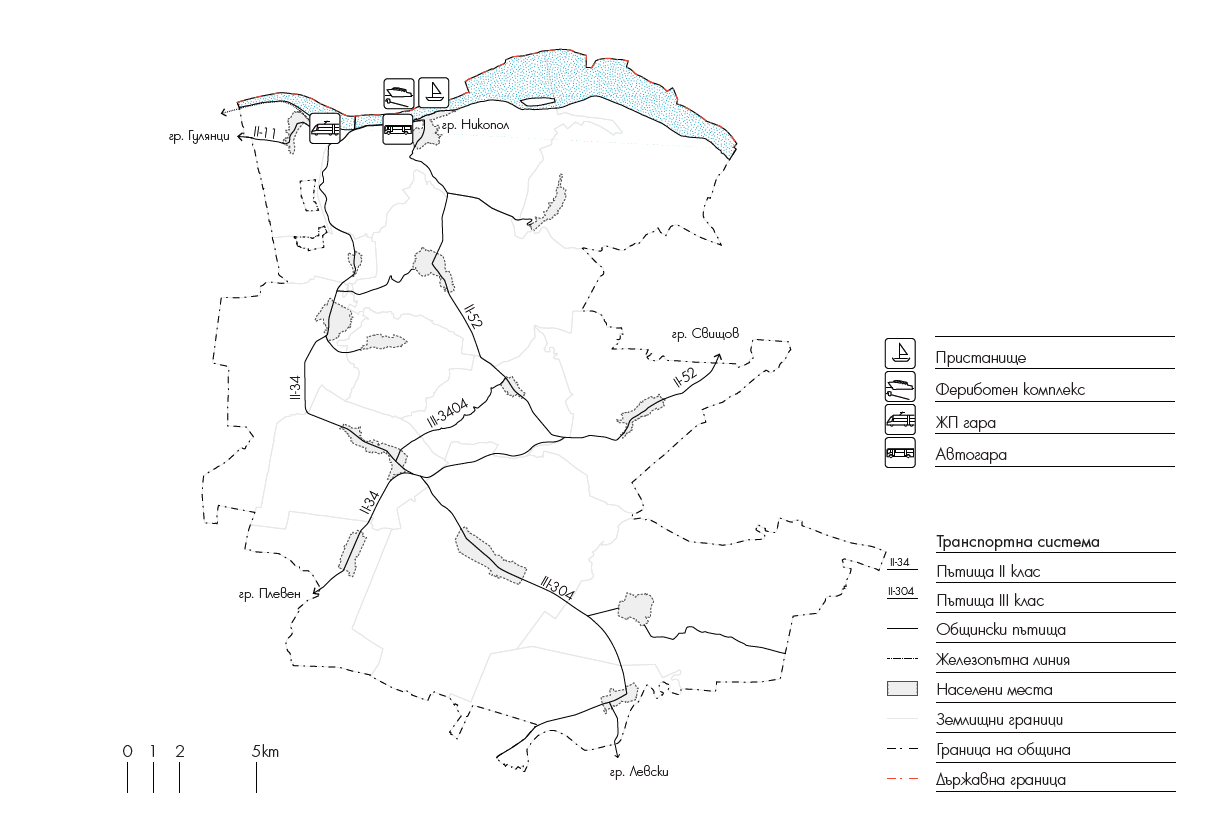 гр. Гулянци
II-11
гр. Никопол
II-52
гр. Свищов
II-52
II-34
III-3404
II-34
гр. Плевен
III-304
гр. Левски
0 1 2 5km
Пристанище
Фериботен комплекс
ЖП гара
Автогара
Транспортна система
II-34 Пътища II клас
II-304 Пътища III клас
Общински пътища
Железопътна линия
Населени места
Землищни граници
Граница на община
Държавна граница